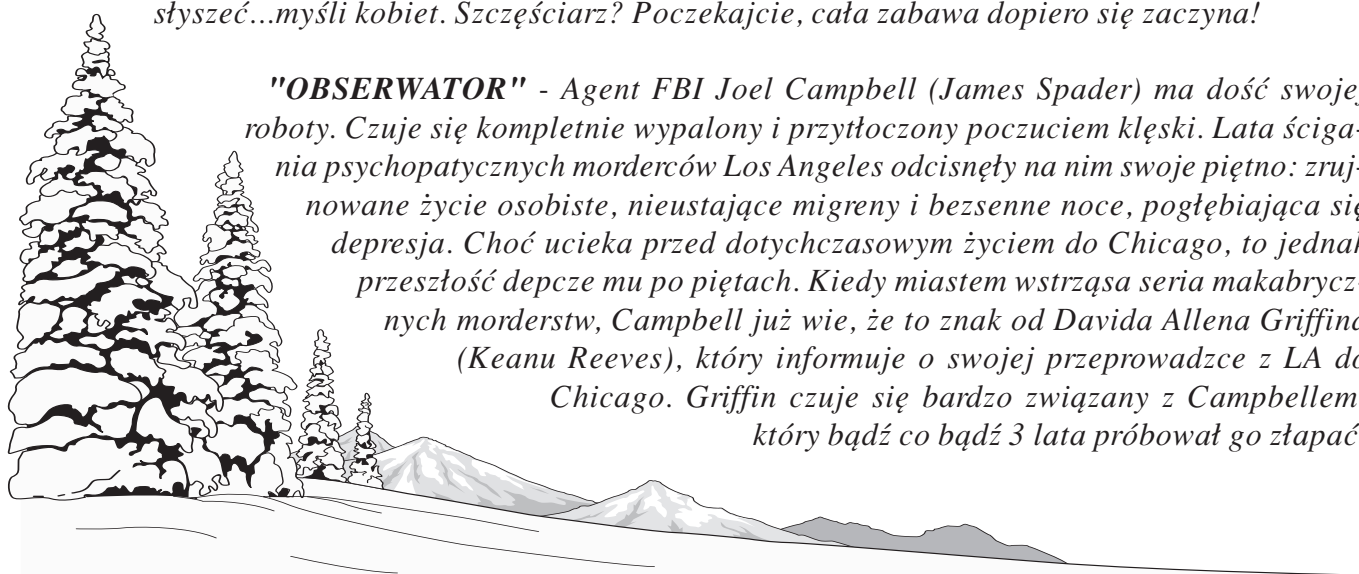 słyszeć...myśli kobiet. Szczęściarz? Poczekajcie, cała zabawa dopiero się zaczyna!
"OBSERWATOR" - Agent FBI Joel Campbell (James Spader) ma dość swojej
roboty. Czuje się kompletnie wypalony i przytłoczony poczuciem klęski. Lata ściga-
nia psychopatycznych morderców Los Angeles odcisnęły na nim swoje piętno: zruj-
nowane życie osobiste, nieustające migreny i bezsenne noce, pogłębiająca się
depresja. Choć ucieka przed dotychczasowym życiem do Chicago, to jednak
przeszłość depcze mu po piętach. Kiedy miastem wstrząsa seria makabrycz-
nych morderstw, Campbell już wie, że to znak od Davida Allena Griffina
(Keanu Reeves), który informuje o swojej przeprowadzce z LA do
Chicago. Griffin czuje się bardzo związany z Campbellem
który bądź co bądź 3 lata próbował go złapać